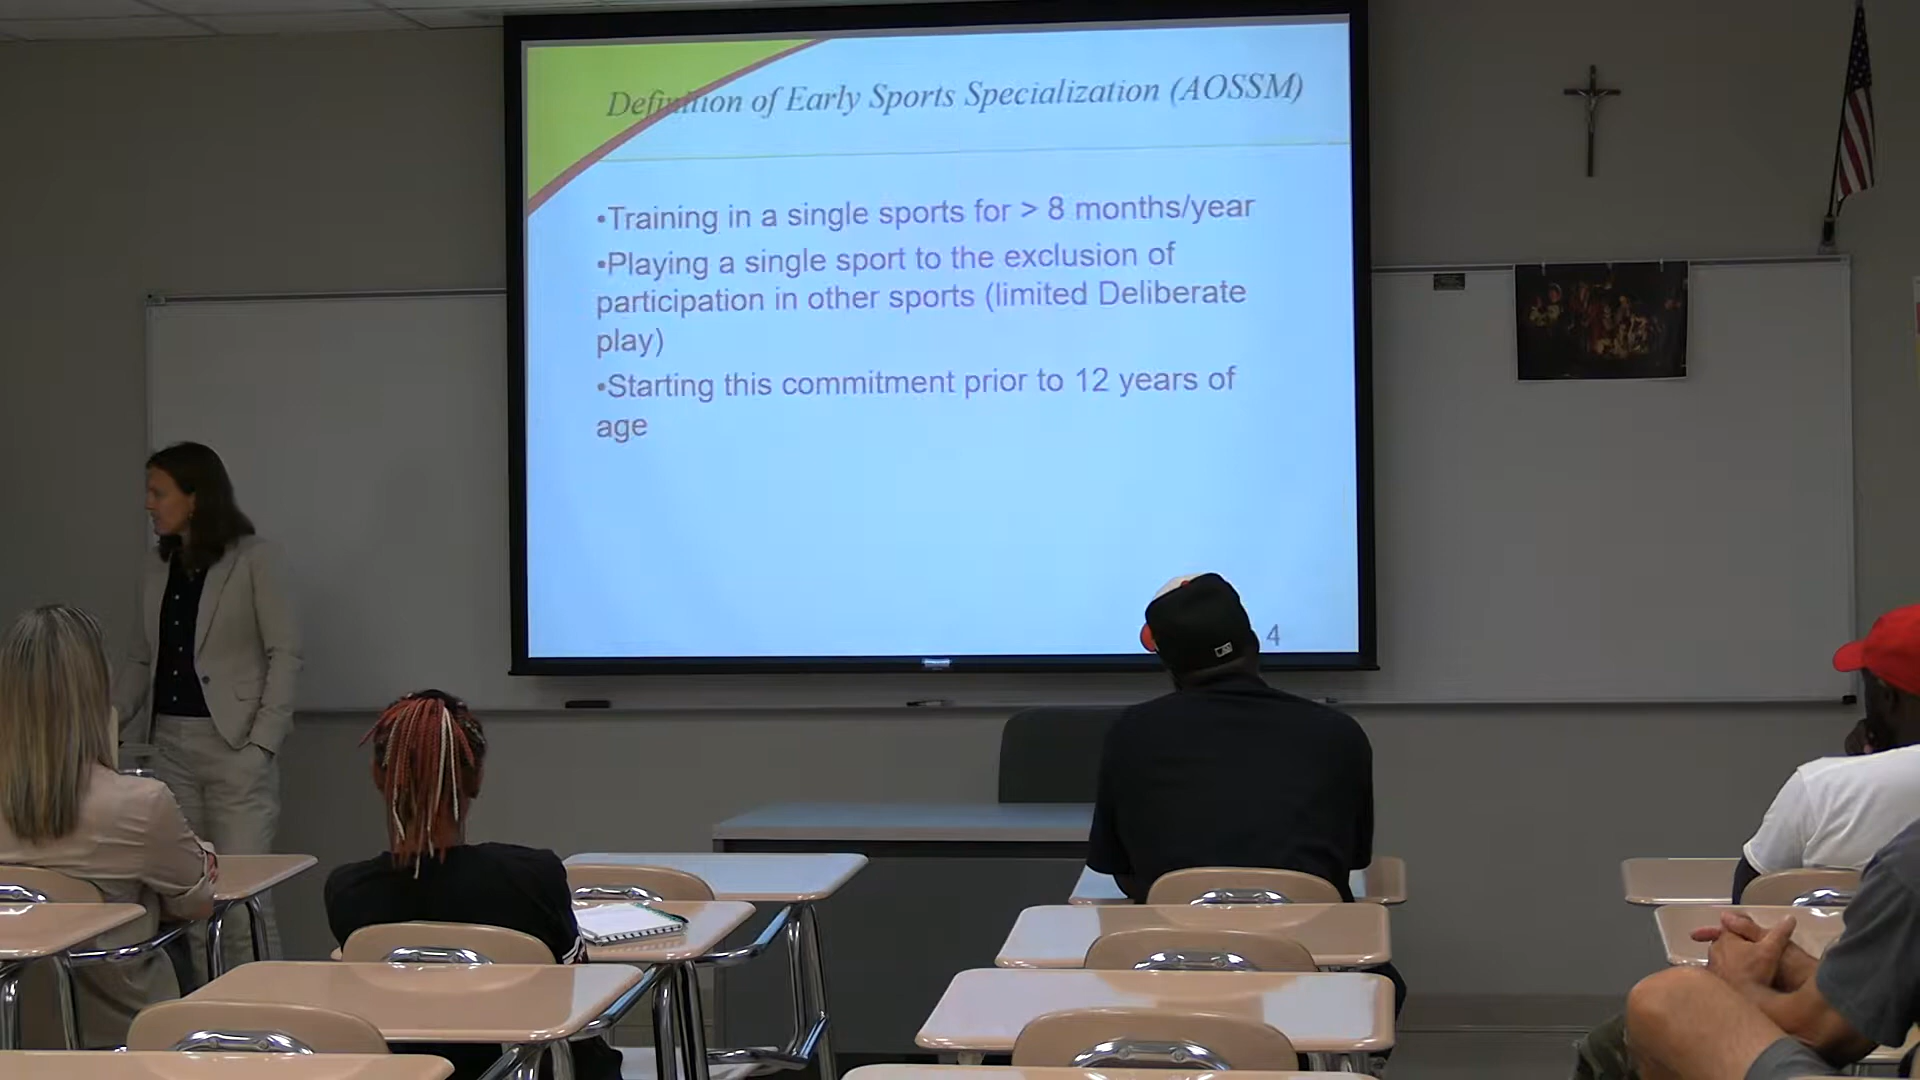 Definition of Early Sports Specialization (AOSSM)
•Training in a single sports for > 8 months/year
•Playing a single sport to the exclusion of
participation in other sports (limited Deliberate
play)
•Starting this commitment prior to 12 years of
age
4